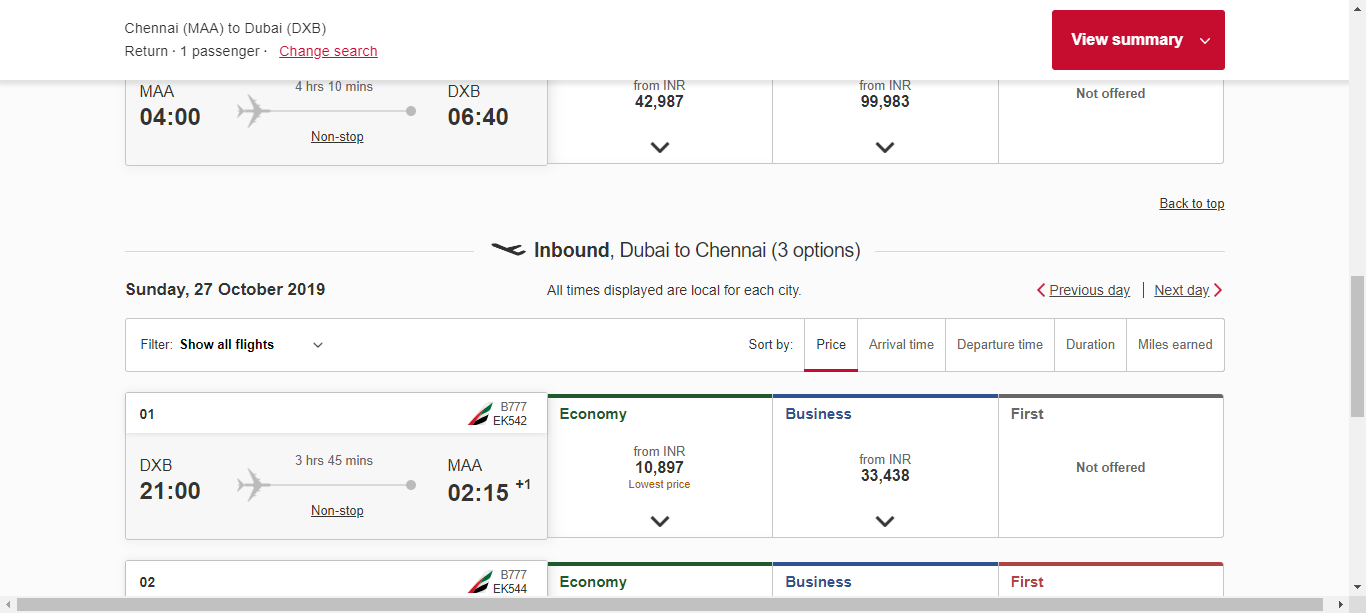 Chennai (MAA) to Dubai (DXB)
Return · 1 passenger · Change search
View summary
MAA 4 hrs 10 mins DXB
04:00 06:40
Non-stop
from INR
42,987
from INR
99,983
Not offered
Back to top
Inbound, Dubai to Chennai (3 options)
Sunday, 27 October 2019
All times displayed are local for each city.
Previous day | Next day
Filter: Show all flights
Sort by: Price Arrival time Departure time Duration Miles earned
01 B777
EK542
DXB 3 hrs 45 mins MAA
21:00 02:15 +1
Non-stop
Economy
from INR
10,897
Lowest price
Business
from INR
33,438
First
Not offered
02 B777
EK544
Economy
Business
First